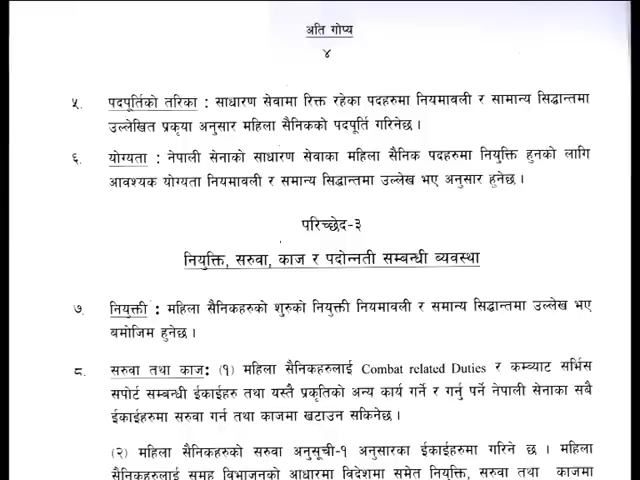 अति गोप्य
४
५. पदपूर्तिको तरिका : साधारण सेवामा रिक्त रहेका पदहरुमा नियमावली र सामान्य सिद्धान्तमा
उल्लेखित प्रकृया अनुसार महिला सैनिकको पदपूर्ति गरिनेछ ।
६. योग्यता : नेपाली सेनाको साधारण सेवाका महिला सैनिक पदहरुमा नियुक्ति हुनको लागि
आवश्यक योग्यता नियमावली र समान्य सिद्धान्तमा उल्लेख भए अनुसार हुनेछ ।
परिच्छेद-३
नियुक्ति, सरुवा, काज र पदोन्नती सम्बन्धी ब्यवस्था
७. नियुक्ती : महिला सैनिकहरुको शुरुको नियुक्ती नियमावली र समान्य सिद्धान्तमा उल्लेख भए
बमोजिम हुनेछ ।
८. सरुवा तथा काज: (१) महिला सैनिकहरुलाई Combat related Duties र कम्व्याट सर्भिस
सपोर्ट सम्बन्धी ईकाईहरु तथा यस्तै प्रकृतिको अन्य कार्य गर्ने र गर्नु पर्ने नेपाली सेनाका सबै
ईकाईहरुमा सरुवा गर्न तथा काजमा खटाउन सकिनेछ ।
(२) महिला सैनिकहरुको सरुवा अनुसूची-१ अनुसारका ईकाईहरुमा गरिने छ । महिला
सैनिकहरुलाई समूह विभाजनको आधारमा विदेशमा समेत नियुक्ति, सरुवा तथा काजमा